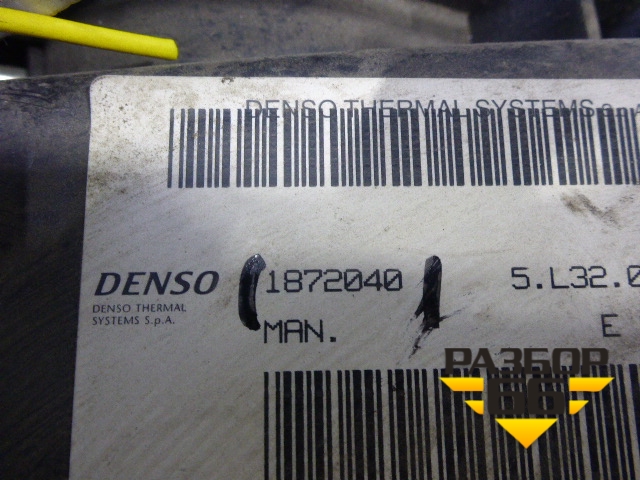 DENSO THERMAL SYSTEMS S.p.A
DENSO 1872040 5.L32.0
DENSO THERMAL
SYSTEMS S.p.A.
MAN. E
РАЗБОР
66